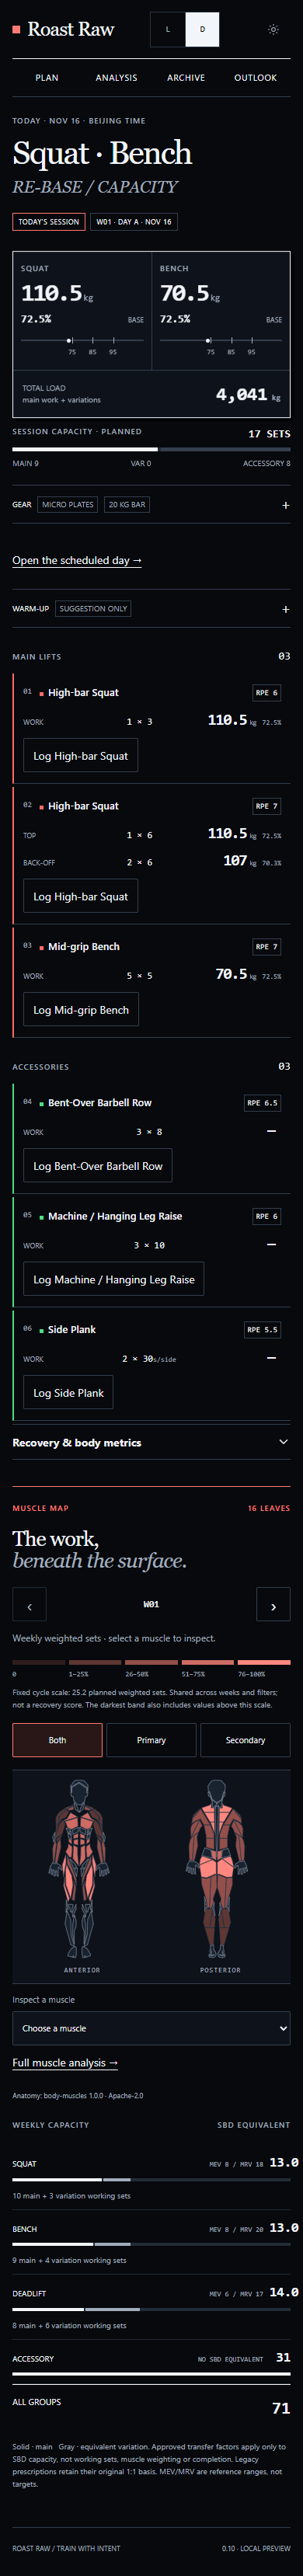 Roast Raw
L D
PLAN ANALYSIS ARCHIVE OUTLOOK
TODAY · NOV 16 · BEIJING TIME
Squat · Bench
RE-BASE / CAPACITY
TODAY'S SESSION W01 · DAY A · NOV 16
SQUAT BENCH
110.5 kg 70.5 kg
72.5% BASE 72.5% BASE
75 85 95 75 85 95
TOTAL LOAD
main work + variations
4,041 kg
SESSION CAPACITY · PLANNED 17 SETS
MAIN 9 VAR 0 ACCESSORY 8
GEAR MICRO PLATES 20 KG BAR +
Open the scheduled day →
WARM-UP SUGGESTION ONLY +
MAIN LIFTS 03
01 High-bar Squat RPE 6
WORK 1 × 3 110.5 kg 72.5%
Log High-bar Squat
02 High-bar Squat RPE 7
TOP 1 × 6 110.5 kg 72.5%
BACK-OFF 2 × 6 107 kg 70.3%
Log High-bar Squat
03 Mid-grip Bench RPE 7
WORK 5 × 5 70.5 kg 72.5%
Log Mid-grip Bench
ACCESSORIES 03
04 Bent-Over Barbell Row RPE 6.5
WORK 3 × 8 —
Log Bent-Over Barbell Row
05 Machine / Hanging Leg Raise RPE 6
WORK 3 × 10 —
Log Machine / Hanging Leg Raise
06 Side Plank RPE 5.5
WORK 2 × 30s/side —
Log Side Plank
Recovery & body metrics
MUSCLE MAP 16 LEAVES
The work,
beneath the surface.
‹ W01 ›
Weekly weighted sets · select a muscle to inspect.
0 1–25% 26–50% 51–75% 76–100%
Fixed cycle scale: 25.2 planned weighted sets. Shared across weeks and filters;
not a recovery score. The darkest band also includes values above this scale.
Both Primary Secondary
ANTERIOR POSTERIOR
Inspect a muscle
Choose a muscle
Full muscle analysis →
Anatomy: body-muscles 1.0.0 · Apache-2.0
WEEKLY CAPACITY SBD EQUIVALENT
SQUAT MEV 8 / MRV 18 13.0
10 main + 3 variation working sets
BENCH MEV 8 / MRV 20 13.0
9 main + 4 variation working sets
DEADLIFT MEV 6 / MRV 17 14.0
8 main + 6 variation working sets
ACCESSORY NO SBD EQUIVALENT 31
ALL GROUPS 71
Solid · main Gray · equivalent variation. Approved transfer factors apply only to
SBD capacity, not working sets, muscle weighting or completion. Legacy
prescriptions retain their original 1:1 basis. MEV/MRV are reference ranges, not
targets.
ROAST RAW / TRAIN WITH INTENT 0.10 · LOCAL PREVIEW